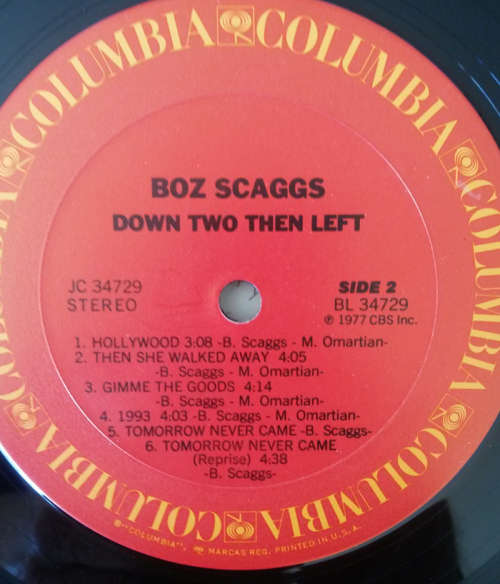 COLUMBIA COLUMBIA COLUMBIA COLUMBIA COLUMBIA COLUMBIA
BOZ SCAGGS
DOWN TWO THEN LEFT
JC 34729
STEREO
SIDE 2
BL 34729
℗ 1977 CBS Inc.
1. HOLLYWOOD 3:08 -B. Scaggs - M. Omartian-
2. THEN SHE WALKED AWAY 4:05
-B. Scaggs - M. Omartian-
3. GIMME THE GOODS 4:14
-B. Scaggs - M. Omartian-
4. 1993 4:03 -B. Scaggs - M. Omartian-
5. TOMORROW NEVER CAME -B. Scaggs-
6. TOMORROW NEVER CAME
(Reprise) 4:38
-B. Scaggs-
®-"COLUMBIA", MARCAS REG. PRINTED IN U.S.A.